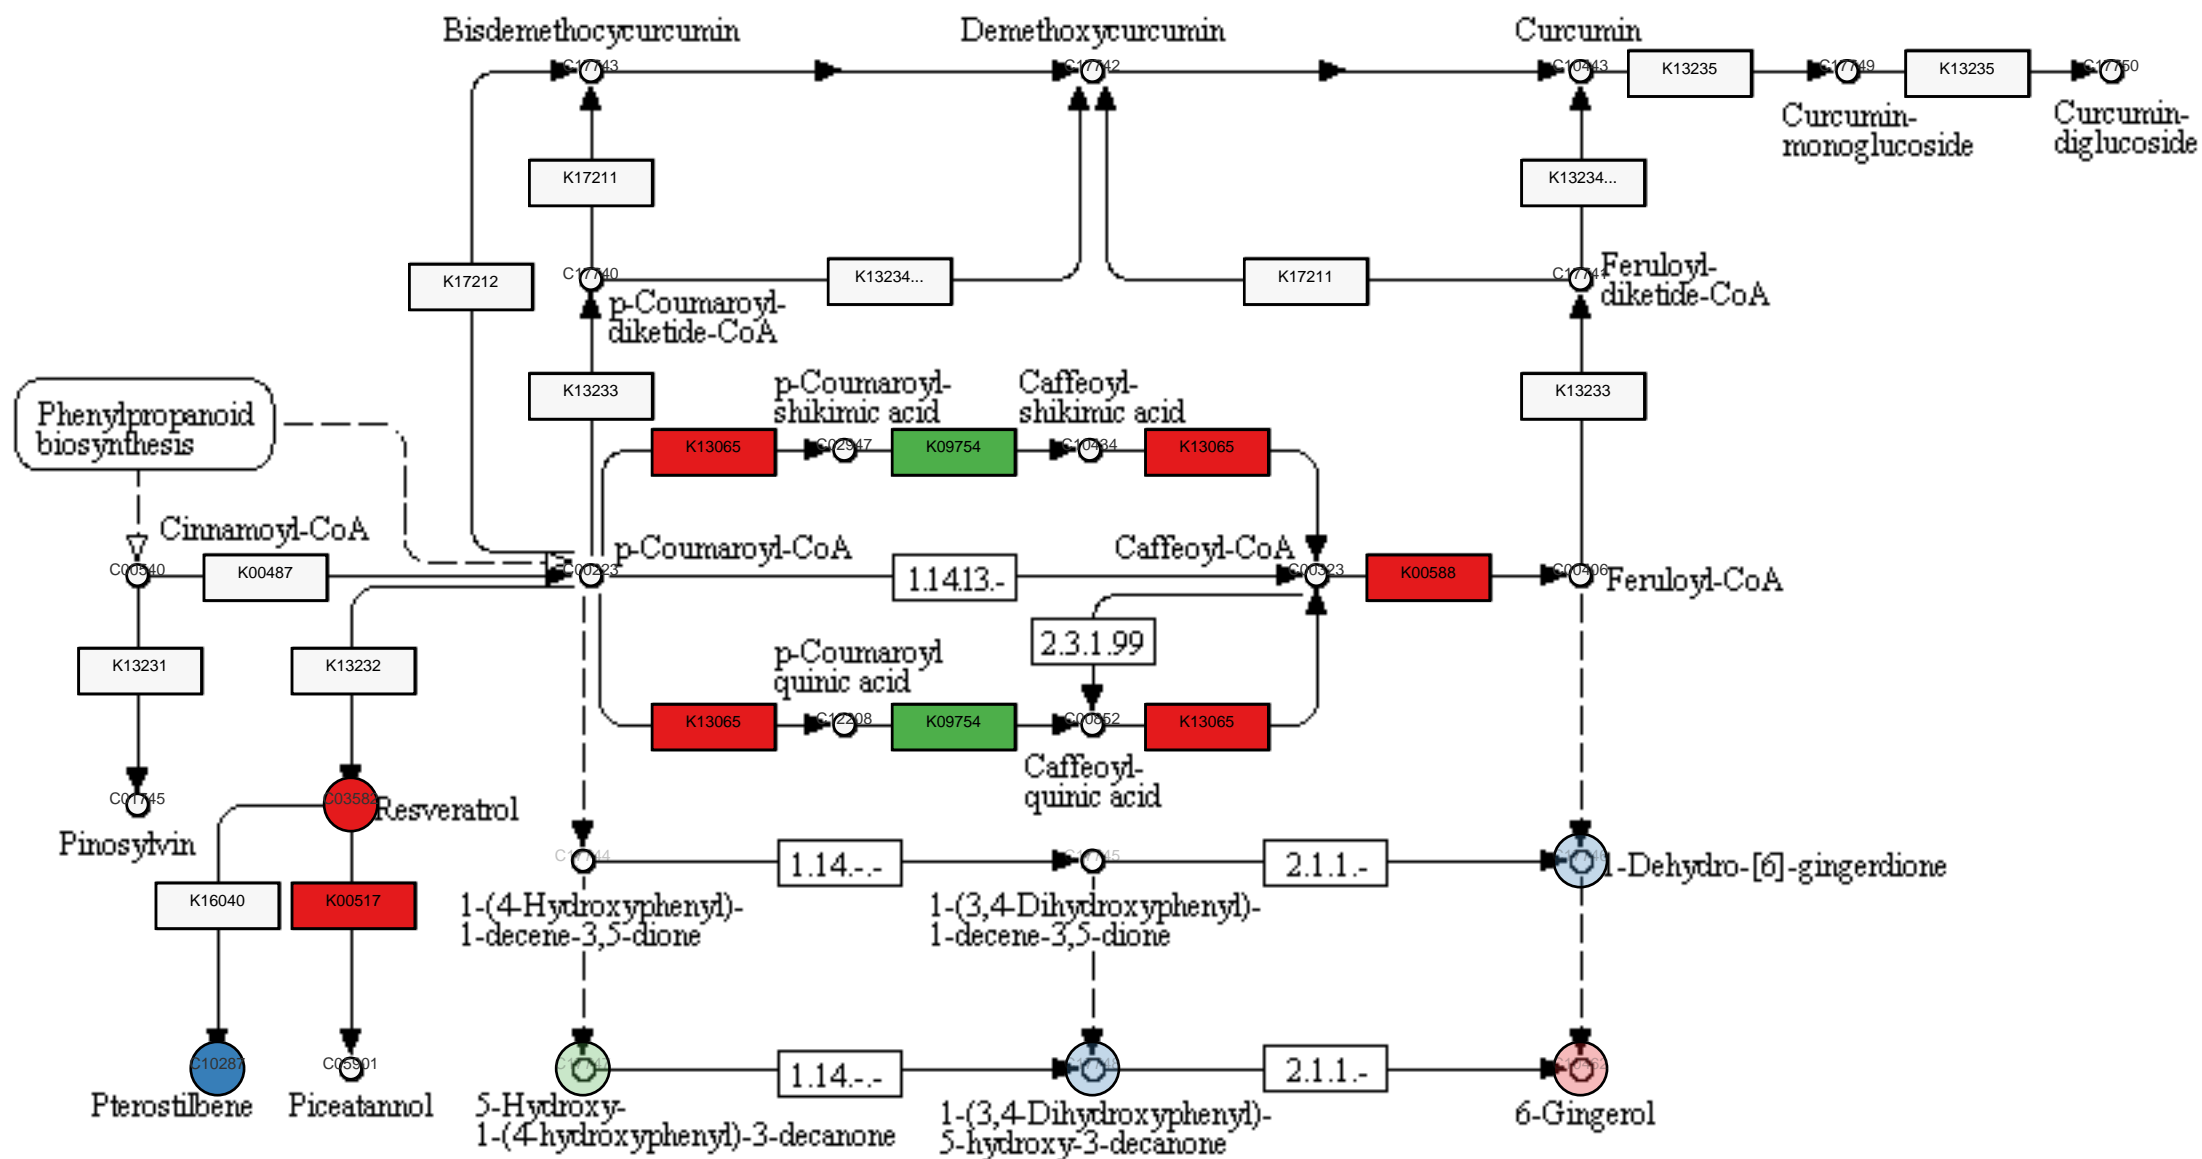 Bisdemethocycurcumin
Demethoxycurcumin
Curcumin
C17743
C17742
C10443
K13235
C17749
K13235
C17750
Curcumin-
monoglucoside
Curcumin-
diglucoside
K17211
K13234...
K17212
C17740
K13234...
K17211
C17741
Feruloyl-
diketide-CoA
p-Coumaroyl-
diketide-CoA
K13233
p-Coumaroyl-
shikimic acid
Caffeoyl-
shikimic acid
K13233
Phenylpropanoid
biosynthesis
K13065
C02947
K09754
C10434
K13065
Cinnamoyl-CoA
p-Coumaroyl-CoA
Caffeoyl-CoA
C00540
K00487
C00223
1.14.13.-
C00323
K00588
C00406
Feruloyl-CoA
2.3.1.99
K13231
K13232
p-Coumaroyl
quinic acid
K13065
C12208
K09754
C00852
K13065
Caffeoyl-
quinic acid
C01745
Pinosylvin
C03582
Resveratrol
C17744
1.14.-.-
C17745
2.1.1.-
1-Dehydro-[6]-gingerdione
K16040
K00517
1-(4-Hydroxyphenyl)-
1-decene-3,5-dione
1-(3,4-Dihydroxyphenyl)-
1-decene-3,5-dione
C10287
Pterostilbene
C05901
Piceatannol
1.14.-.-
2.1.1.-
5-Hydroxy-
1-(4-hydroxyphenyl)-3-decanone
1-(3,4-Dihydroxyphenyl)-
5-hydroxy-3-decanone
6-Gingerol